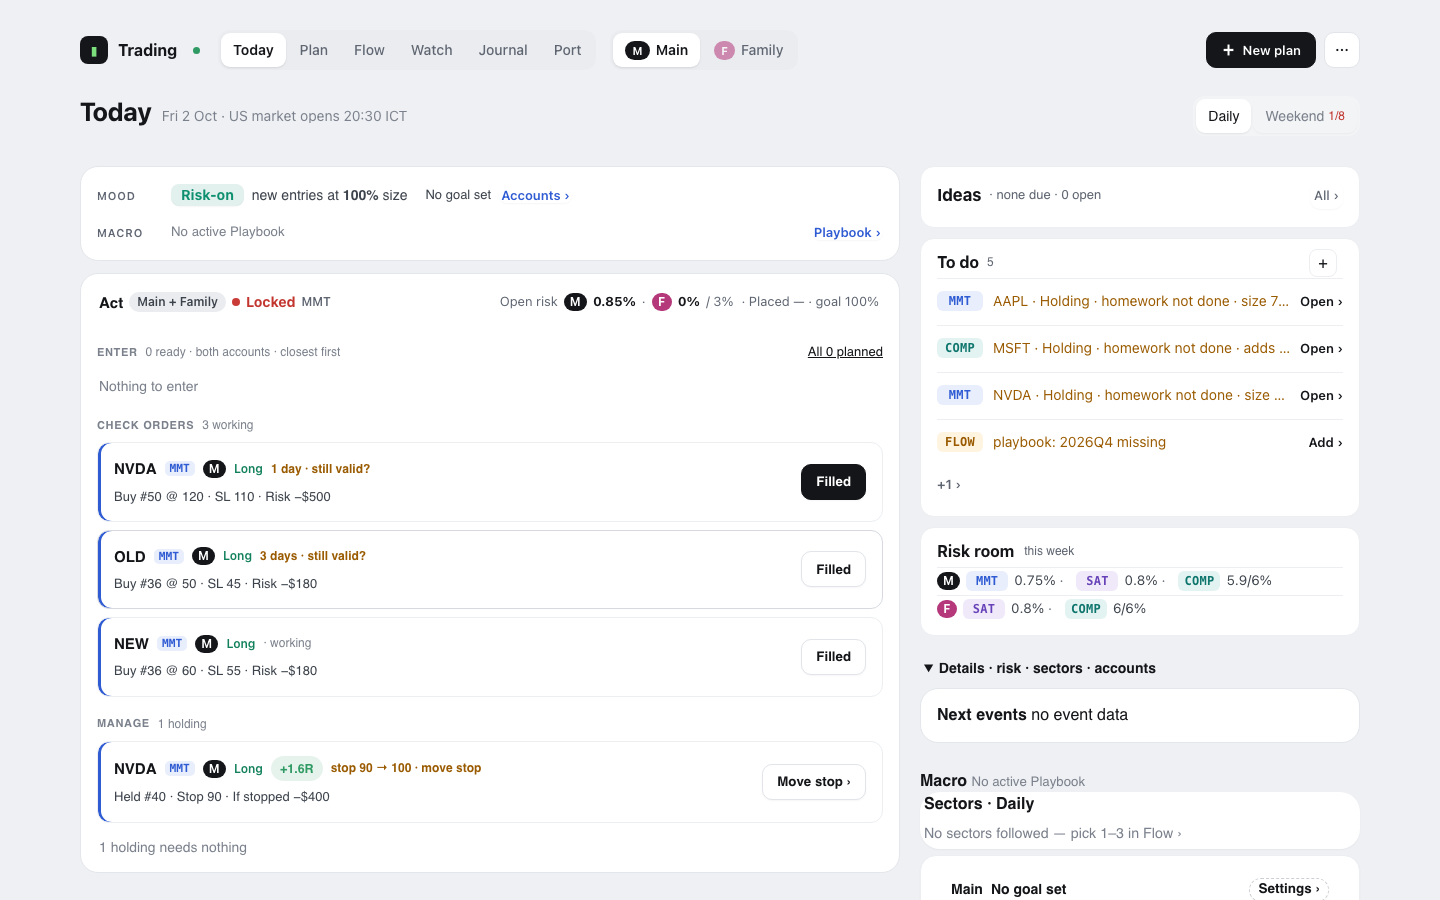 Trading Today Plan Flow Watch Journal Port M Main F Family + New plan ···
Today Fri 2 Oct · US market opens 20:30 ICT Daily Weekend 1/8
MOOD Risk-on new entries at 100% size No goal set Accounts ›
MACRO No active Playbook Playbook ›
Act Main + Family Locked MMT Open risk M 0.85% · F 0% / 3% · Placed — · goal 100%
ENTER 0 ready · both accounts · closest first All 0 planned
Nothing to enter
CHECK ORDERS 3 working
NVDA MMT M Long 1 day · still valid?
Buy #50 @ 120 · SL 110 · Risk −$500
Filled
OLD MMT M Long 3 days · still valid?
Buy #36 @ 50 · SL 45 · Risk −$180
Filled
NEW MMT M Long · working
Buy #36 @ 60 · SL 55 · Risk −$180
Filled
MANAGE 1 holding
NVDA MMT M Long +1.6R stop 90 → 100 · move stop
Held #40 · Stop 90 · If stopped −$400
Move stop ›
1 holding needs nothing
Ideas · none due · 0 open All ›
To do 5 +
MMT AAPL · Holding · homework not done · size 7... Open ›
COMP MSFT · Holding · homework not done · adds ... Open ›
MMT NVDA · Holding · homework not done · size ... Open ›
FLOW playbook: 2026Q4 missing Add ›
+1 ›
Risk room this week
M MMT 0.75% · SAT 0.8% · COMP 5.9/6%
F SAT 0.8% · COMP 6/6%
▼ Details · risk · sectors · accounts
Next events no event data
Macro No active Playbook
Sectors · Daily
No sectors followed — pick 1–3 in Flow ›
Main No goal set Settings ›